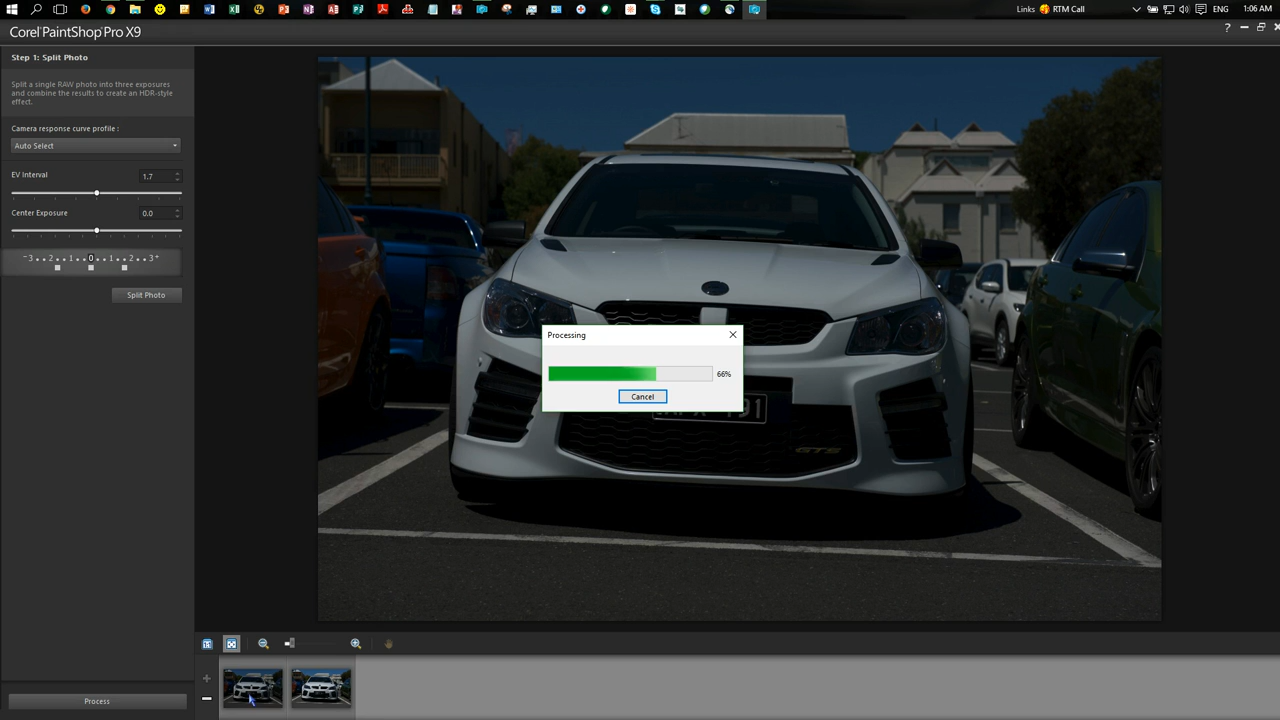 Links RTM Call ENG 1:06 AM
Corel PaintShop Pro X9
Step 1: Split Photo
Split a single RAW photo into three exposures
and combine the results to create an HDR-style
effect.
Camera response curve profile :
Auto Select
EV Interval 1.7
Center Exposure 0.0
-3 2 1 0 1 2 3+
Split Photo
Processing
66%
Cancel
191
GTS
Process